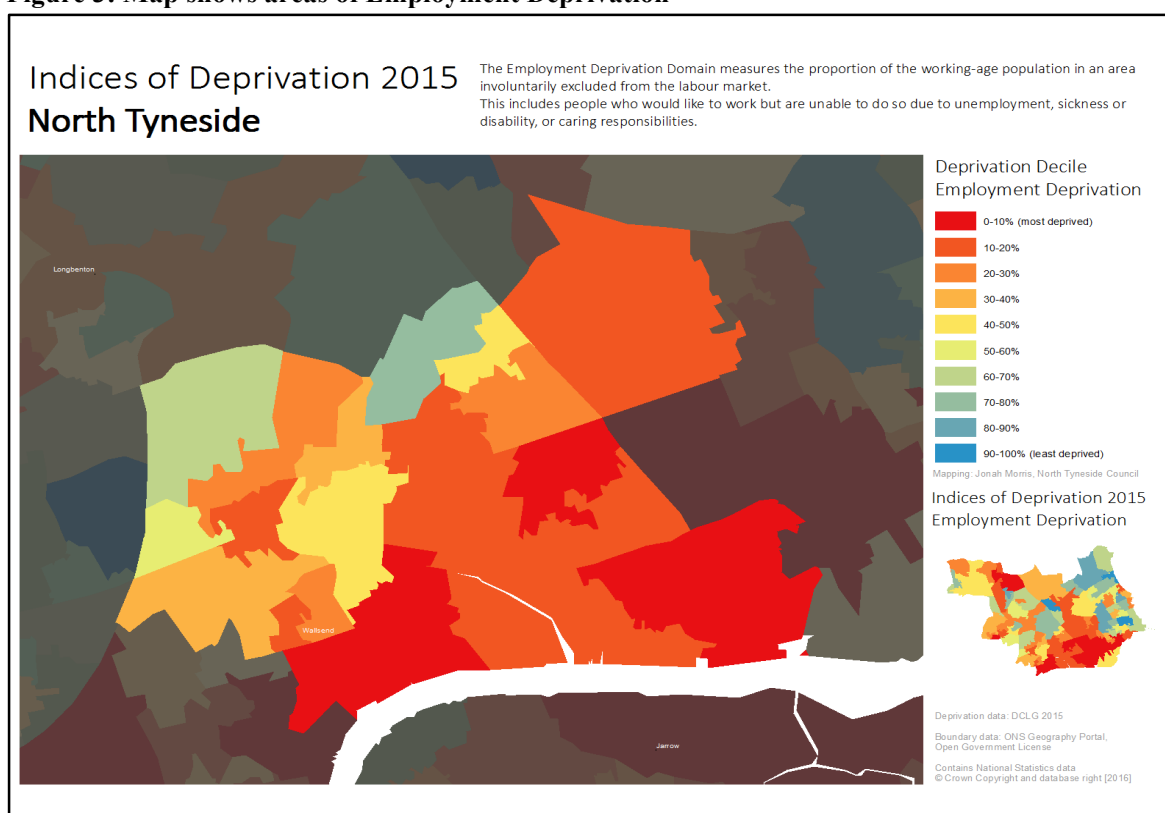 Figure 3: Map shows areas of Employment Deprivation
Indices of Deprivation 2015
North Tyneside
The Employment Deprivation Domain measures the proportion of the working-age population in an area
involuntarily excluded from the labour market.
This includes people who would like to work but are unable to do so due to unemployment, sickness or
disability, or caring responsibilities.
Longbenton
Wallsend
Jarrow
Deprivation Decile
Employment Deprivation
0-10% (most deprived)
10-20%
20-30%
30-40%
40-50%
50-60%
60-70%
70-80%
80-90%
90-100% (least deprived)
Mapping: Jonah Morris, North Tyneside Council
Indices of Deprivation 2015
Employment Deprivation
Deprivation data: DCLG 2015
Boundary data: ONS Geography Portal,
Open Government License
Contains National Statistics data
© Crown Copyright and database right [2016]